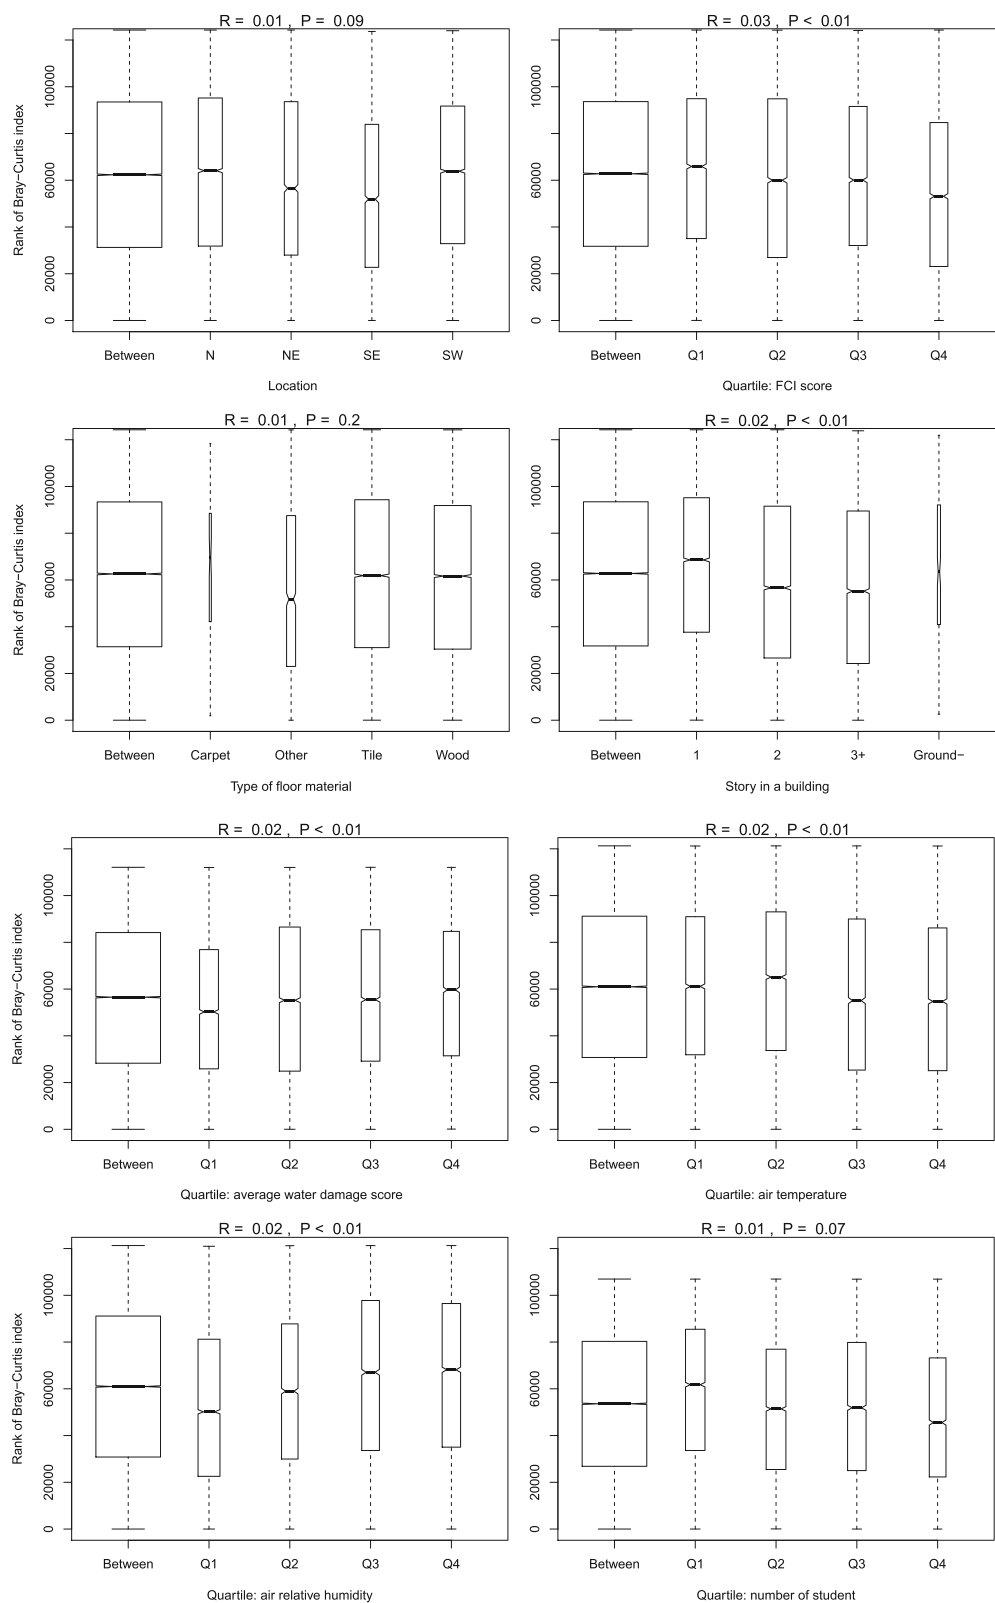 R = 0.01 , P = 0.09
Rank of Bray−Curtis index
0 20000 60000 100000
Between N NE SE SW
Location
R = 0.03 , P < 0.01
0 20000 60000 100000
Between Q1 Q2 Q3 Q4
Quartile: FCI score
R = 0.01 , P = 0.2
Rank of Bray−Curtis index
0 20000 60000 100000
Between Carpet Other Tile Wood
Type of floor material
R = 0.02 , P < 0.01
0 20000 60000 100000
Between 1 2 3+ Ground−
Story in a building
R = 0.02 , P < 0.01
Rank of Bray−Curtis index
0 20000 60000 100000
Between Q1 Q2 Q3 Q4
Quartile: average water damage score
R = 0.02 , P < 0.01
0 20000 60000 100000
Between Q1 Q2 Q3 Q4
Quartile: air temperature
R = 0.02 , P < 0.01
Rank of Bray−Curtis index
0 20000 60000 100000
Between Q1 Q2 Q3 Q4
Quartile: air relative humidity
R = 0.01 , P = 0.07
0 20000 60000 100000
Between Q1 Q2 Q3 Q4
Quartile: number of student